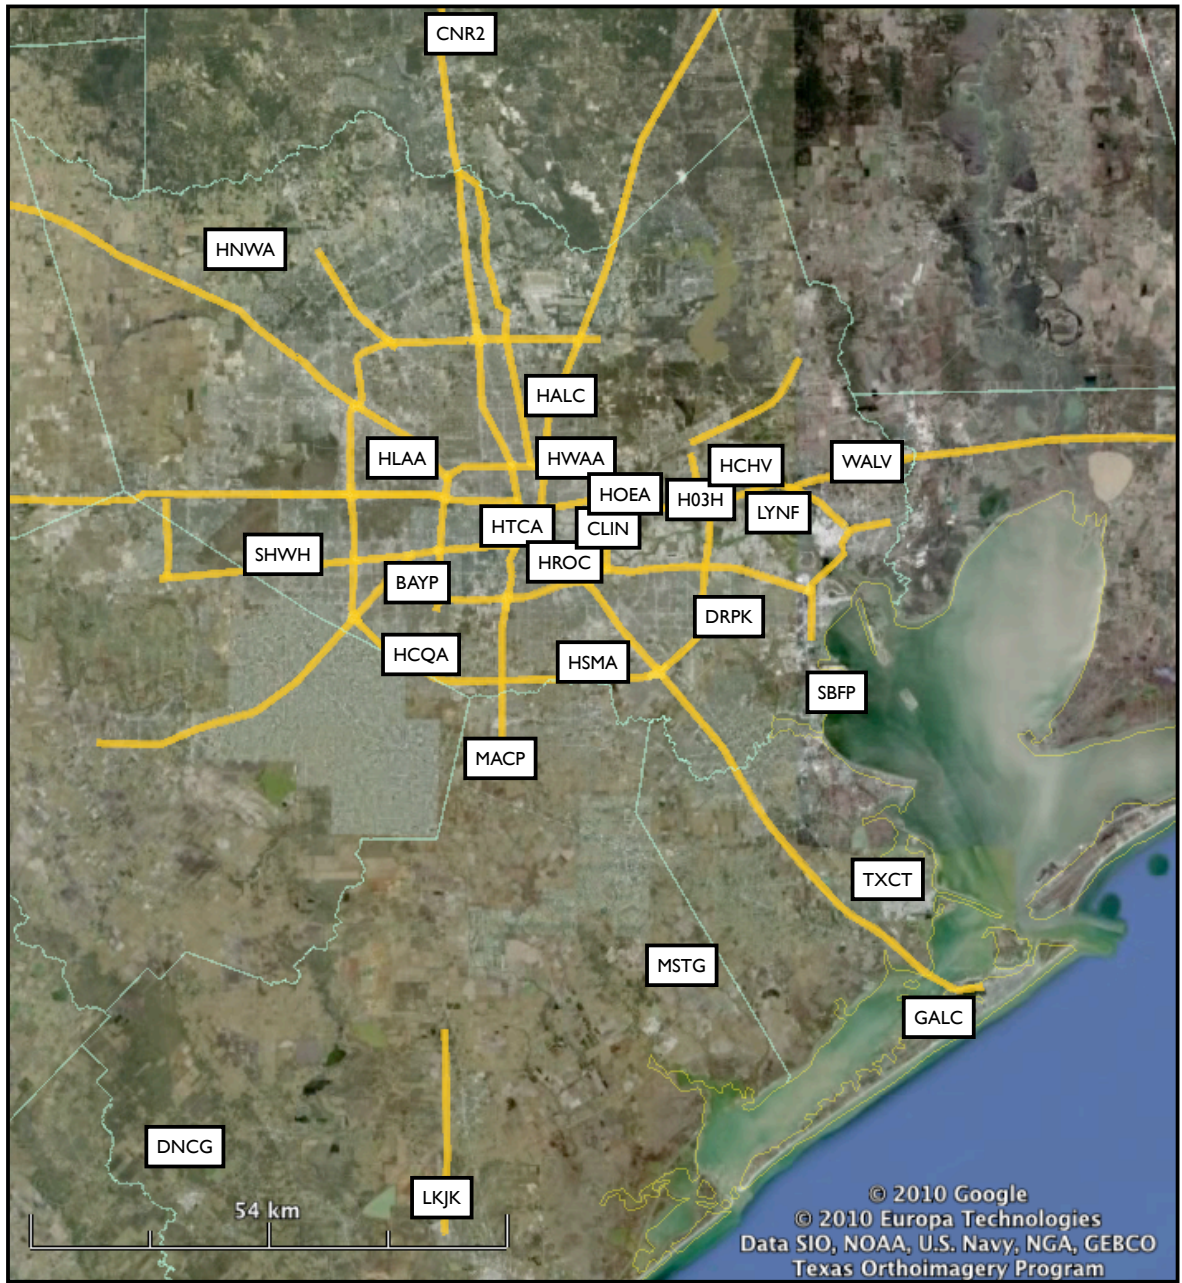 CNR2
HNWA
HALC
HLAA
HWAA
HCHV
WALV
HOEA
H03H
LYNF
HTCA
CLIN
SHWH
HROC
BAYP
DRPK
HCQA
HSMA
SBFP
MACP
TXCT
MSTG
GALC
DNCG
LKJK
54 km
© 2010 Google
© 2010 Europa Technologies
Data SIO, NOAA, U.S. Navy, NGA, GEBCO
Texas Orthoimagery Program